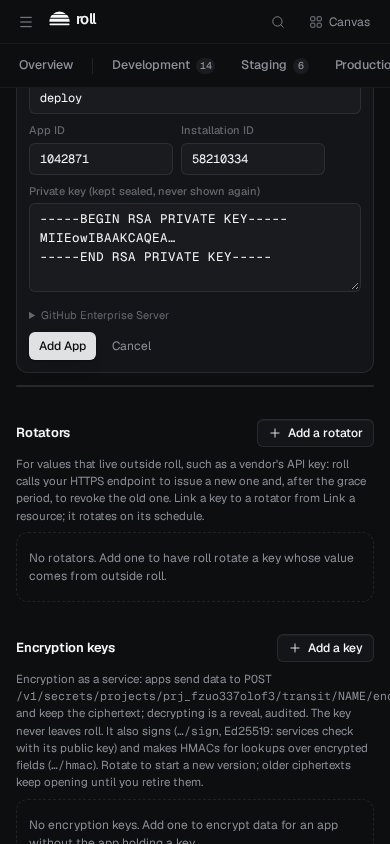 roll
Canvas
Overview
Development 14
Staging 6
deploy
App ID
Installation ID
1042871
58210334
Private key (kept sealed, never shown again)
-----BEGIN RSA PRIVATE KEY-----
MIIEowIBAAKCAQEA…
-----END RSA PRIVATE KEY-----
GitHub Enterprise Server
Add App
Cancel
Rotators
Add a rotator
For values that live outside roll, such as a vendor's API key: roll
calls your HTTPS endpoint to issue a new one and, after the grace
period, to revoke the old one. Link a key to a rotator from Link a
resource; it rotates on its schedule.
No rotators. Add one to have roll rotate a key whose value
comes from outside roll.
Encryption keys
Add a key
Encryption as a service: apps send data to POST
/v1/secrets/projects/prj_fzuo337olof3/transit/NAME/enc
and keep the ciphertext; decrypting is a reveal, audited. The key
never leaves roll. It also signs (…/sign, Ed25519: services check
with its public key) and makes HMACs for lookups over encrypted
fields (…/hmac). Rotate to start a new version; older ciphertexts
keep opening until you retire them.
No encryption keys. Add one to encrypt data for an app
without the app holding a key.